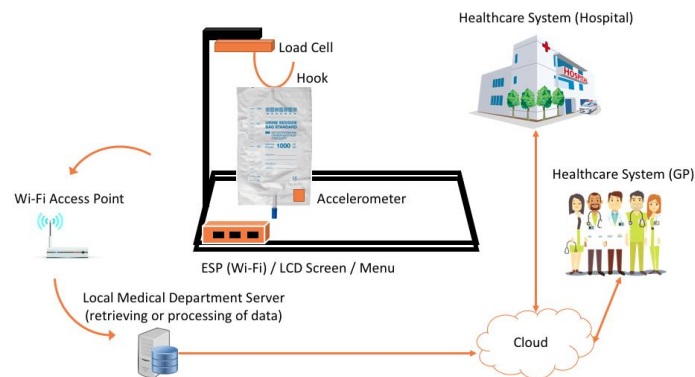 Healthcare System (Hospital)
Load Cell
Hook
HOSPITAL
URINE
BAG STANDARD
1000
Healthcare System (GP)
Accelerometer
Wi-Fi Access Point
ESP (Wi-Fi) / LCD Screen / Menu
Local Medical Department Server
(retrieving or processing of data)
Cloud